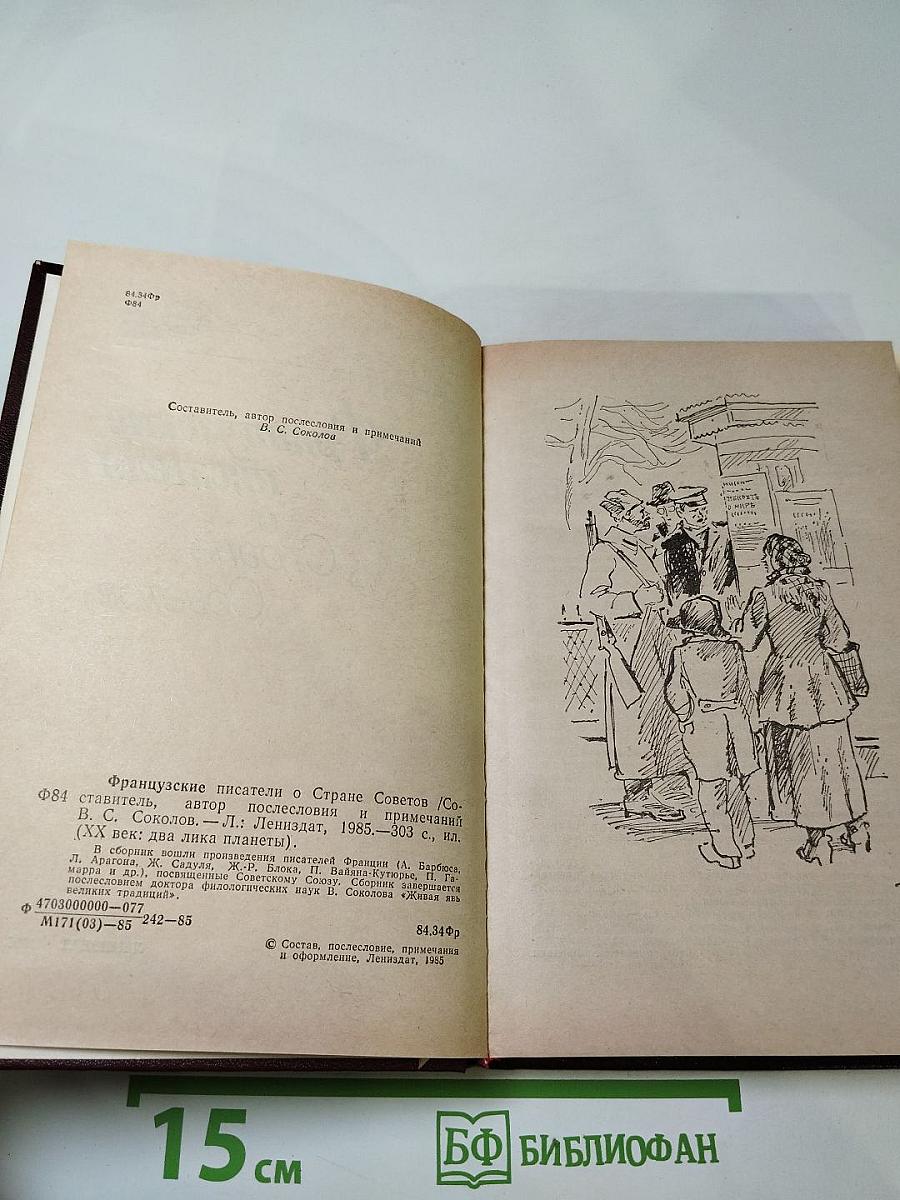 84.34Фр
Ф84
Составитель, автор послесловия и примечаний
В. С. Соколов
Французские писатели о Стране Советов /Со-
Ф84 ставитель, автор послесловия и примечаний
В. С. Соколов.— Л.: Лениздат, 1985.—303 с., ил.
(XX век: два лика планеты).
В сборник вошли произведения писателей Франции (А. Барбюса,
Л. Арагона, Ж. Садуля, Ж.-Р. Блока, П. Вайяна-Кутюрье, П. Га-
марра и др.), посвященные Советскому Союзу. Сборник завершается
послесловием доктора филологических наук В. Соколова «Живая явь
великих традиций».
Ф 4703000000—077
М171(03)—85 242—85
84.34Фр
© Состав, послесловие, примечания
и оформление, Лениздат, 1985
ДЕКРЕТЪ
О МИРѢ
15 см
БФ БИБЛИОФАН